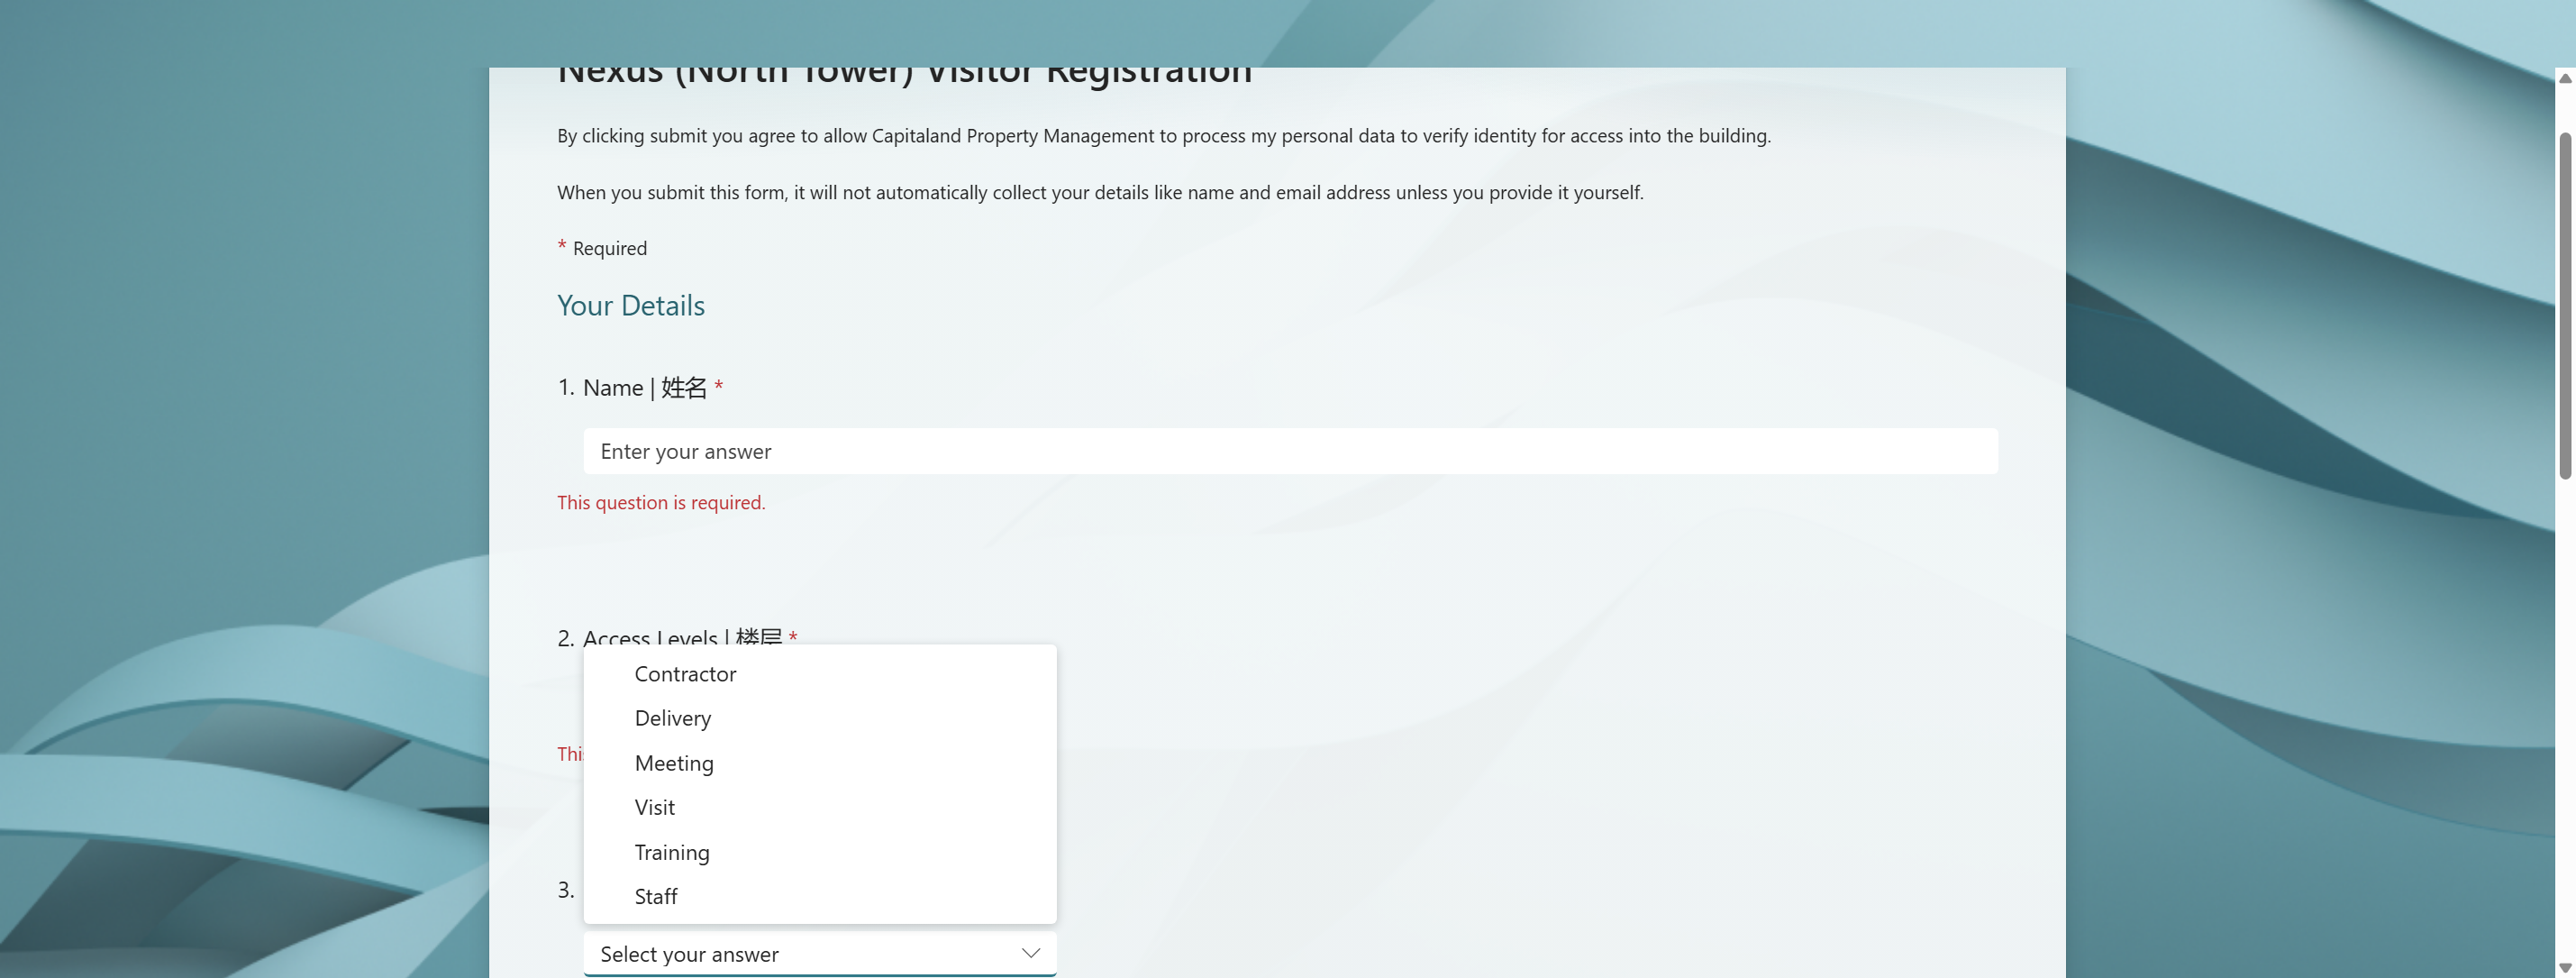 Nexus (North Tower) Visitor Registration
By clicking submit you agree to allow Capitaland Property Management to process my personal data to verify identity for access into the building.
When you submit this form, it will not automatically collect your details like name and email address unless you provide it yourself.
* Required
Your Details
1. Name | 姓名 *
Enter your answer
This question is required.
2. Access Levels | 楼层 *
Contractor
Delivery
Meeting
Visit
Training
Staff
3.
Select your answer